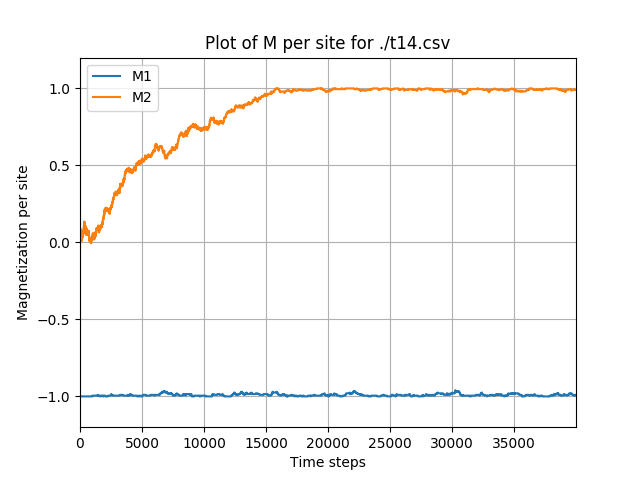 Plot of M per site for ./t14.csv
M1
M2
1.0
0.5
0.0
−0.5
−1.0
Magnetization per site
0 5000 10000 15000 20000 25000 30000 35000
Time steps